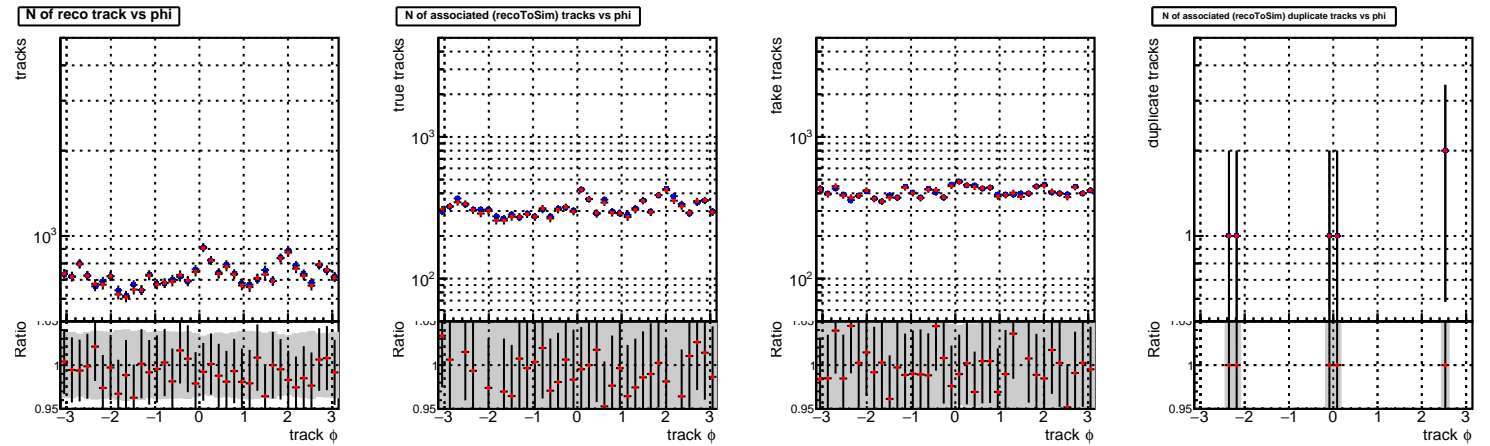 N of reco track vs phi
tracks
10³
Ratio
1.05
1
0.95
−3 −2 −1 0 1 2 3
track ϕ
N of associated (recoToSim) tracks vs phi
true tracks
10³
10²
Ratio
1.05
1
0.95
−3 −2 −1 0 1 2 3
track ϕ
fake tracks
10³
10²
Ratio
1.05
1
0.95
−3 −2 −1 0 1 2 3
track ϕ
N of associated (recoToSim) duplicate tracks vs phi
duplicate tracks
1
Ratio
1.05
1
0.95
−3 −2 −1 0 1 2 3
track ϕ